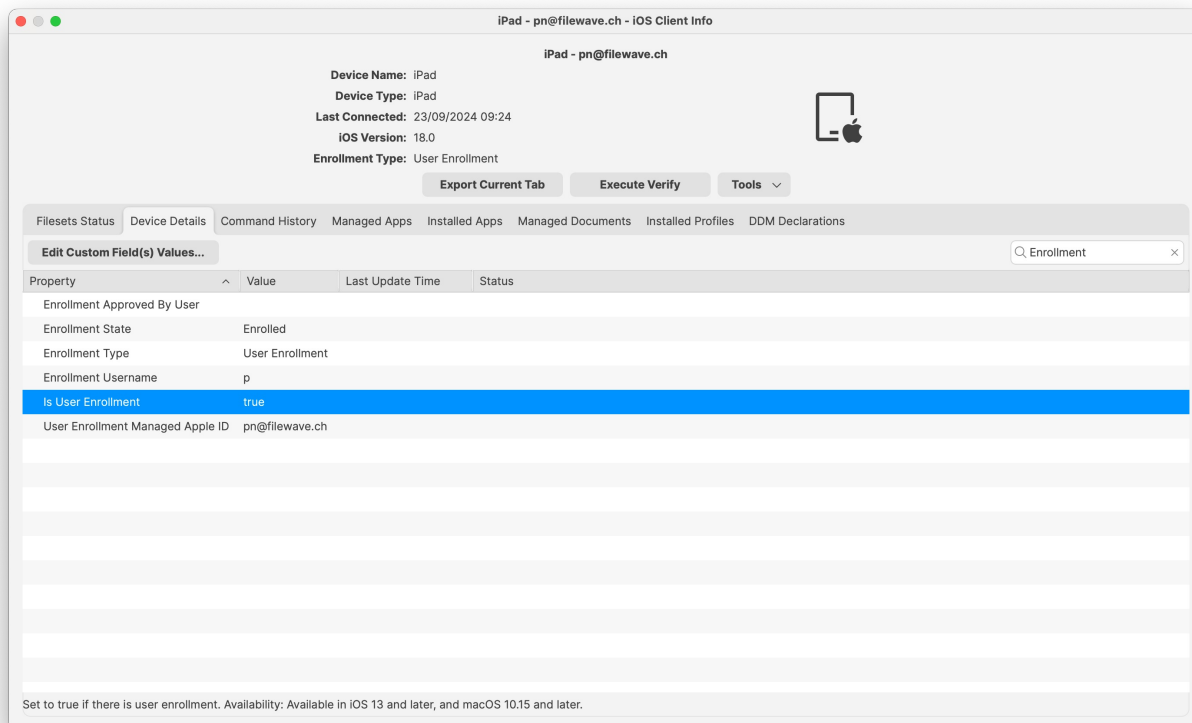 iPad - pn@filewave.ch - iOS Client Info
iPad - pn@filewave.ch
Device Name: iPad
Device Type: iPad
Last Connected: 23/09/2024 09:24
iOS Version: 18.0
Enrollment Type: User Enrollment
Export Current Tab Execute Verify Tools
Filesets Status Device Details Command History Managed Apps Installed Apps Managed Documents Installed Profiles DDM Declarations
Edit Custom Field(s) Values... Enrollment
Property Value Last Update Time Status
Enrollment Approved By User
Enrollment State Enrolled
Enrollment Type User Enrollment
Enrollment Username p
Is User Enrollment true
User Enrollment Managed Apple ID pn@filewave.ch
Set to true if there is user enrollment. Availability: Available in iOS 13 and later, and macOS 10.15 and later.